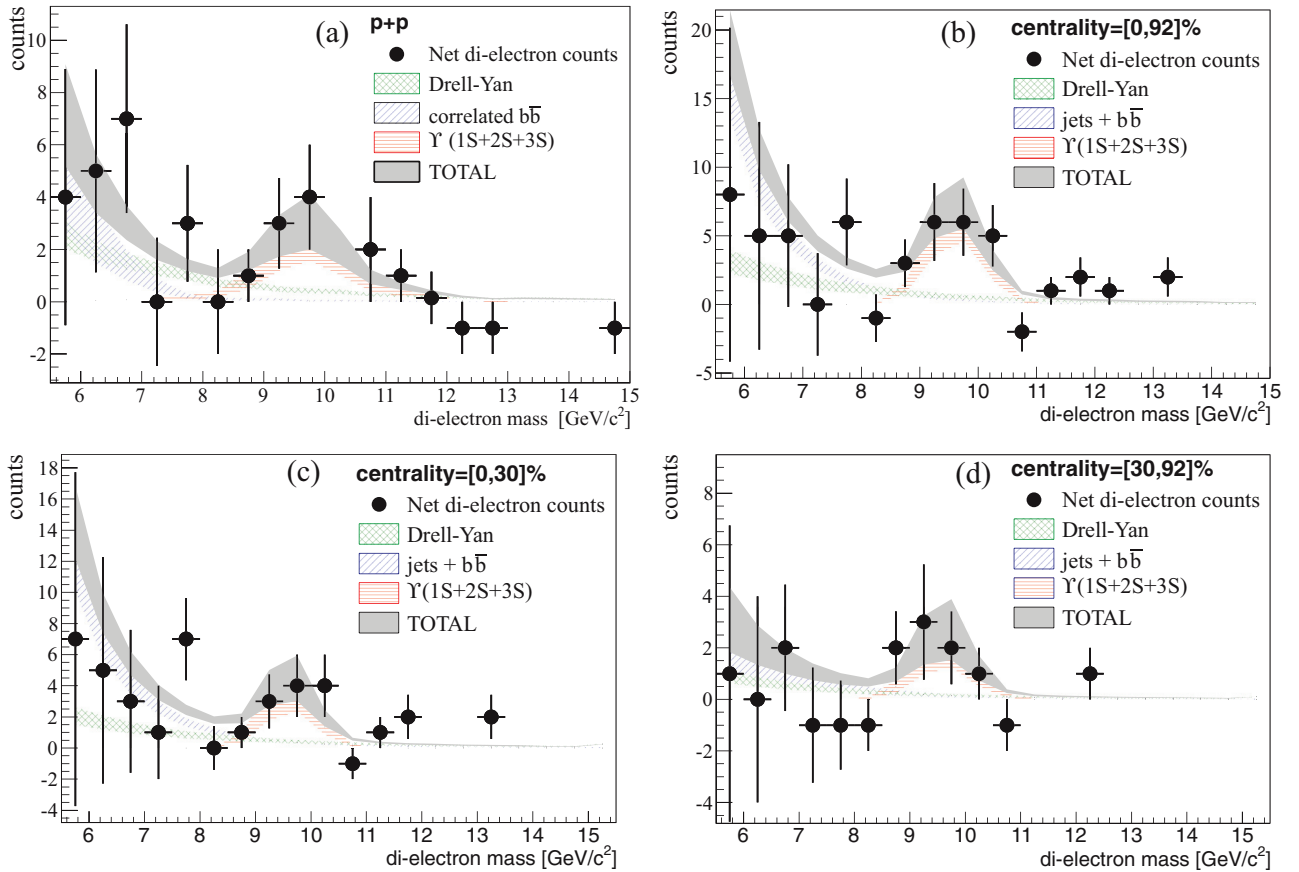 counts
10
8
6
4
2
0
-2
(a)
p+p
Net di-electron counts
Drell-Yan
correlated bb̅
ϒ (1S+2S+3S)
TOTAL
6 7 8 9 10 11 12 13 14 15
di-electron mass [GeV/c²]
counts
20
15
10
5
0
-5
(b)
centrality=[0,92]%
Net di-electron counts
Drell-Yan
jets + bb̅
ϒ(1S+2S+3S)
TOTAL
6 7 8 9 10 11 12 13 14 15
di-electron mass [GeV/c²]
counts
18
16
14
12
10
8
6
4
2
0
-2
-4
(c)
centrality=[0,30]%
Net di-electron counts
Drell-Yan
jets + bb̅
ϒ(1S+2S+3S)
TOTAL
6 7 8 9 10 11 12 13 14 15
di-electron mass [GeV/c²]
counts
8
6
4
2
0
-2
-4
(d)
centrality=[30,92]%
Net di-electron counts
Drell-Yan
jets + bb̅
ϒ(1S+2S+3S)
TOTAL
6 7 8 9 10 11 12 13 14 15
di-electron mass [GeV/c²]